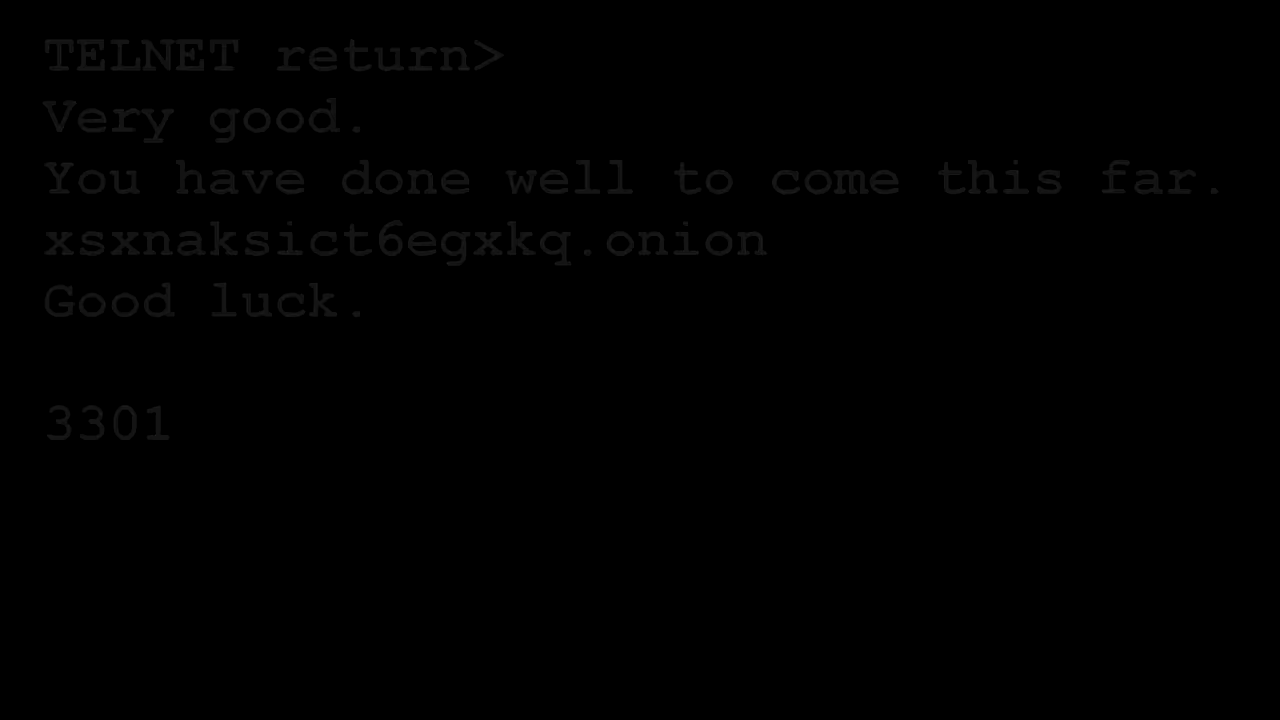 TELNET return>
Very good.
You have done well to come this far.
xsxnaksict6egxkq.onion
Good luck.
3301